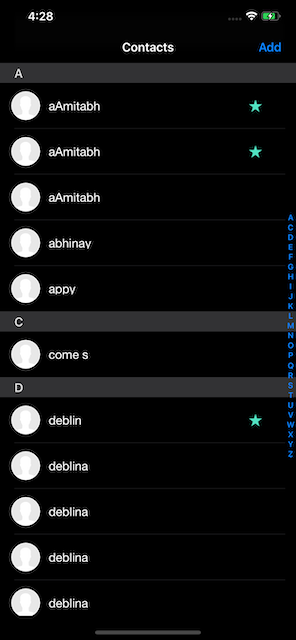 4:28
Contacts
Add
A
aAmitabh
aAmitabh
aAmitabh
abhinay
appy
C
come s
D
deblin
deblina
deblina
deblina
deblina
A
C
D
E
F
G
H
I
J
K
L
M
N
O
P
Q
R
S
T
U
V
W
X
Y
Z